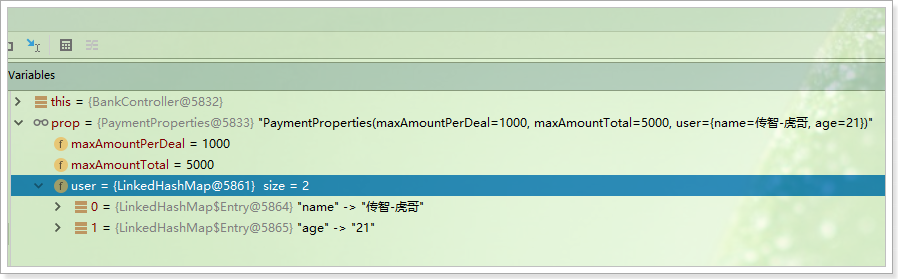 Variables
this = {BankController@5832}
prop = {PaymentProperties@5833} "PaymentProperties(maxAmountPerDeal=1000, maxAmountTotal=5000, user={name=传智-虎哥, age=21})"
f maxAmountPerDeal = 1000
f maxAmountTotal = 5000
f user = {LinkedHashMap@5861} size = 2
0 = {LinkedHashMap$Entry@5864} "name" -> "传智-虎哥"
1 = {LinkedHashMap$Entry@5865} "age" -> "21"